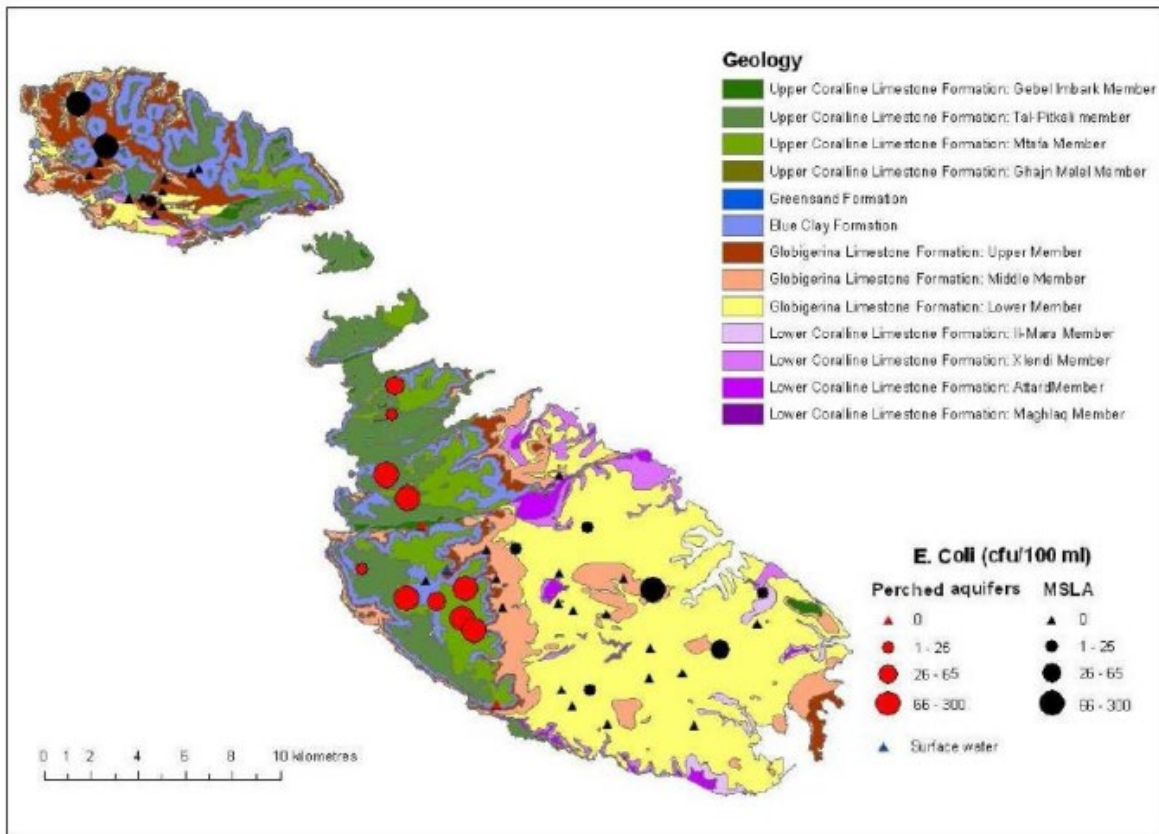 Geology
Upper Coralline Limestone Formation: Gebel Imbark Member
Upper Coralline Limestone Formation: Tal-Pitkali member
Upper Coralline Limestone Formation: Mtafa Member
Upper Coralline Limestone Formation: Ghajn Melel Member
Greensand Formation
Blue Clay Formation
Globigerina Limestone Formation: Upper Member
Globigerina Limestone Formation: Middle Member
Globigerina Limestone Formation: Lower Member
Lower Coralline Limestone Formation: Il-Mara Member
Lower Coralline Limestone Formation: Xlendi Member
Lower Coralline Limestone Formation: AttardMember
Lower Coralline Limestone Formation: Maghlaq Member
E. Coli (cfu/100 ml)
Perched aquifers MSLA
0 0
1 - 25 1 - 25
26 - 65 26 - 65
66 - 300 66 - 300
Surface water
0 1 2 4 6 8 10 kilometres